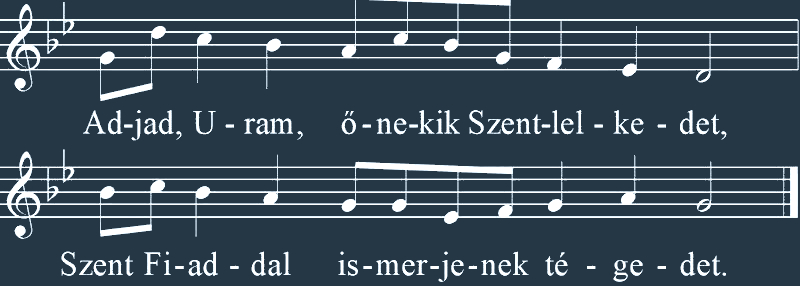 Ad-jad, U - ram, ő-ne-kik Szent-lel - ke - det,
Szent Fi-ad - dal is-mer-je-nek té - ge - det.